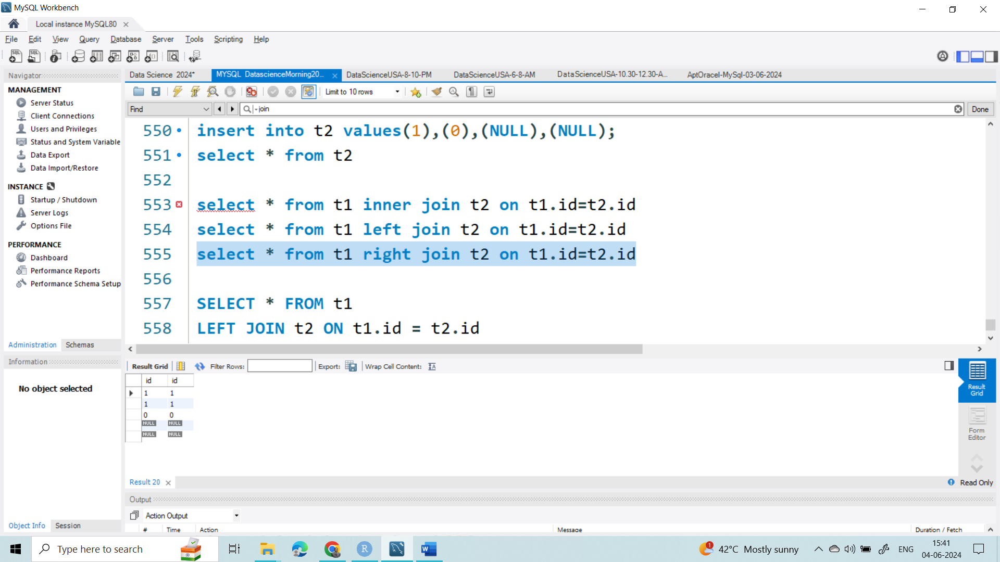 MySQL Workbench
Local instance MySQL80
File Edit View Query Database Server Tools Scripting Help
Navigator
MANAGEMENT
Server Status
Client Connections
Users and Privileges
Status and System Variable
Data Export
Data Import/Restore
INSTANCE
Startup / Shutdown
Server Logs
Options File
PERFORMANCE
Dashboard
Performance Reports
Performance Schema Setup
Administration Schemas
Information
No object selected
Object Info Session
Data Science 2024* MYSQL DatascienceMorning20... DataScienceUSA-8-10-PM DataScienceUSA-6-8-AM DataScienceUSA-10.30-12.30-A... AptOracel-MySql-03-06-2024
Limit to 10 rows
Find join Done
550 insert into t2 values(1),(0),(NULL),(NULL);
551 select * from t2
552
553 select * from t1 inner join t2 on t1.id=t2.id
554 select * from t1 left join t2 on t1.id=t2.id
555 select * from t1 right join t2 on t1.id=t2.id
556
557 SELECT * FROM t1
558 LEFT JOIN t2 ON t1.id = t2.id
Result Grid Filter Rows: Export: Wrap Cell Content:
id id
1 1
1 1
0 0
NULL NULL
NULL NULL
Result Grid
Form Editor
Result 20 Read Only
Output
Action Output
# Time Action Message Duration / Fetch
Type here to search
1 42°C Mostly sunny ENG 15:41
04-06-2024